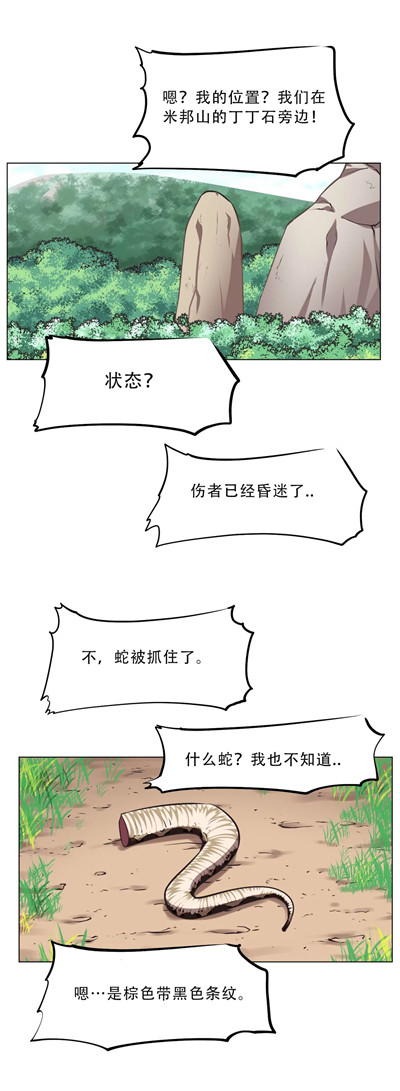 嗯？我的位置？我们在
米邦山的丁丁石旁边！
状态？
伤者已经昏迷了..
不，蛇被抓住了。
什么蛇？我也不知道..
嗯…是棕色带黑色条纹。